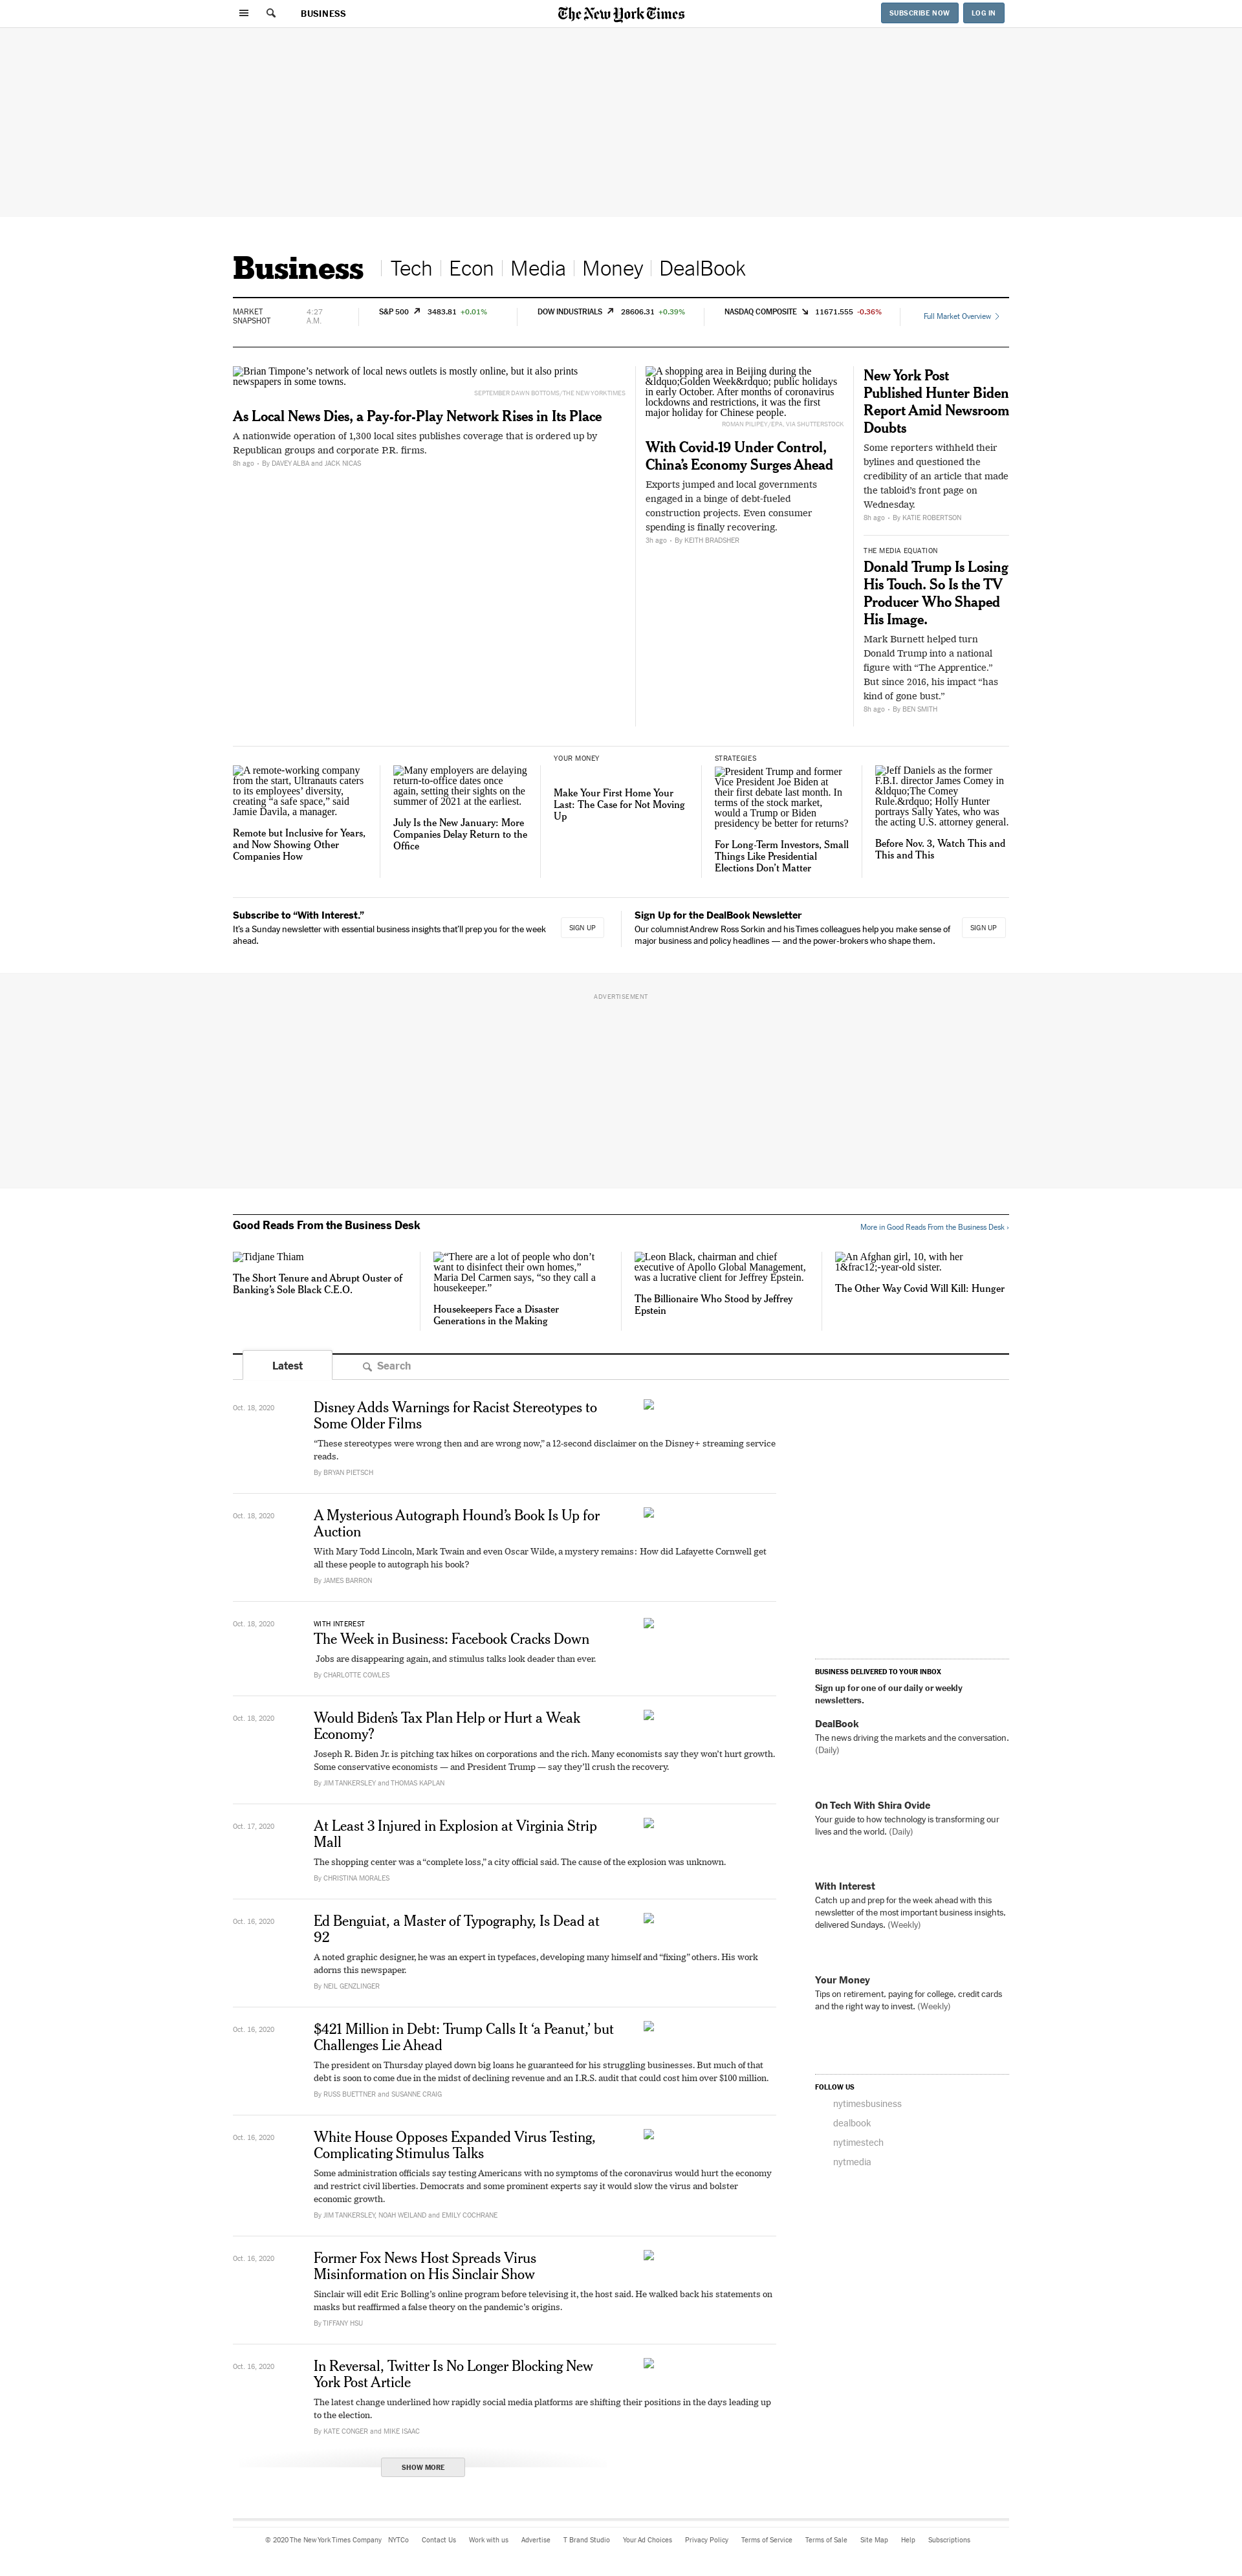 BUSINESS
The New York Times
SUBSCRIBE NOW
LOG IN
Business
Tech
Econ
Media
Money
DealBook
MARKET
SNAPSHOT
4:27
A.M.
S&P 500 3483.81 +0.01%
DOW INDUSTRIALS 28606.31 +0.39%
NASDAQ COMPOSITE 11671.555 -0.36%
Full Market Overview
Brian Timpone’s network of local news outlets is mostly online, but it also prints
newspapers in some towns.
SEPTEMBER DAWN BOTTOMS/THE NEW YORK TIMES
As Local News Dies, a Pay-for-Play Network Rises in Its Place
A nationwide operation of 1,300 local sites publishes coverage that is ordered up by
Republican groups and corporate P.R. firms.
8h ago - By DAVEY ALBA and JACK NICAS
A shopping area in Beijing during the
&ldquo;Golden Week&rdquo; public holidays
in early October. After months of coronavirus
lockdowns and restrictions, it was the first
major holiday for Chinese people.
ROMAN PILIPEY/EPA, VIA SHUTTERSTOCK
With Covid-19 Under Control,
China’s Economy Surges Ahead
Exports jumped and local governments
engaged in a binge of debt-fueled
construction projects. Even consumer
spending is finally recovering.
3h ago - By KEITH BRADSHER
New York Post
Published Hunter Biden
Report Amid Newsroom
Doubts
Some reporters withheld their
bylines and questioned the
credibility of an article that made
the tabloid’s front page on
Wednesday.
8h ago - By KATIE ROBERTSON
THE MEDIA EQUATION
Donald Trump Is Losing
His Touch. So Is the TV
Producer Who Shaped
His Image.
Mark Burnett helped turn
Donald Trump into a national
figure with “The Apprentice.”
But since 2016, his impact “has
kind of gone bust.”
8h ago - By BEN SMITH
A remote-working company
from the start, Ultranauts caters
to its employees’ diversity,
creating “a safe space,” said
Jamie Davila, a manager.
Remote but Inclusive for Years,
and Now Showing Other
Companies How
Many employers are delaying
return-to-office dates once
again, setting their sights on the
summer of 2021 at the earliest.
July Is the New January: More
Companies Delay Return to the
Office
YOUR MONEY
Make Your First Home Your
Last: The Case for Not Moving
Up
STRATEGIES
President Trump and former
Vice President Joe Biden at
their first debate last month. In
terms of the stock market,
would a Trump or Biden
presidency be better for returns?
For Long-Term Investors, Small
Things Like Presidential
Elections Don’t Matter
Jeff Daniels as the former
F.B.I. director James Comey in
&ldquo;The Comey
Rule.&rdquo; Holly Hunter
portrays Sally Yates, who was
the acting U.S. attorney general.
Before Nov. 3, Watch This and
This and This
Subscribe to “With Interest.”
It’s a Sunday newsletter with essential business insights that’ll prep you for the week
ahead.
SIGN UP
Sign Up for the DealBook Newsletter
Our columnist Andrew Ross Sorkin and his Times colleagues help you make sense of
major business and policy headlines — and the power-brokers who shape them.
SIGN UP
ADVERTISEMENT
Good Reads From the Business Desk
More in Good Reads From the Business Desk ›
Tidjane Thiam
The Short Tenure and Abrupt Ouster of
Banking’s Sole Black C.E.O.
“There are a lot of people who don’t
want to disinfect their own homes,”
Maria Del Carmen says, “so they call a
housekeeper.”
Housekeepers Face a Disaster
Generations in the Making
Leon Black, chairman and chief
executive of Apollo Global Management,
was a lucrative client for Jeffrey Epstein.
The Billionaire Who Stood by Jeffrey
Epstein
An Afghan girl, 10, with her
1&frac12;-year-old sister.
The Other Way Covid Will Kill: Hunger
Latest
Search
Oct. 18, 2020
Disney Adds Warnings for Racist Stereotypes to
Some Older Films
“These stereotypes were wrong then and are wrong now,” a 12-second disclaimer on the Disney+ streaming service
reads.
By BRYAN PIETSCH
Oct. 18, 2020
A Mysterious Autograph Hound’s Book Is Up for
Auction
With Mary Todd Lincoln, Mark Twain and even Oscar Wilde, a mystery remains: How did Lafayette Cornwell get
all these people to autograph his book?
By JAMES BARRON
Oct. 18, 2020
WITH INTEREST
The Week in Business: Facebook Cracks Down
Jobs are disappearing again, and stimulus talks look deader than ever.
By CHARLOTTE COWLES
Oct. 18, 2020
Would Biden’s Tax Plan Help or Hurt a Weak
Economy?
Joseph R. Biden Jr. is pitching tax hikes on corporations and the rich. Many economists say they won’t hurt growth.
Some conservative economists — and President Trump — say they’ll crush the recovery.
By JIM TANKERSLEY and THOMAS KAPLAN
Oct. 17, 2020
At Least 3 Injured in Explosion at Virginia Strip
Mall
The shopping center was a “complete loss,” a city official said. The cause of the explosion was unknown.
By CHRISTINA MORALES
Oct. 16, 2020
Ed Benguiat, a Master of Typography, Is Dead at
92
A noted graphic designer, he was an expert in typefaces, developing many himself and “fixing” others. His work
adorns this newspaper.
By NEIL GENZLINGER
Oct. 16, 2020
$421 Million in Debt: Trump Calls It ‘a Peanut,’ but
Challenges Lie Ahead
The president on Thursday played down big loans he guaranteed for his struggling businesses. But much of that
debt is soon to come due in the midst of declining revenue and an I.R.S. audit that could cost him over $100 million.
By RUSS BUETTNER and SUSANNE CRAIG
Oct. 16, 2020
White House Opposes Expanded Virus Testing,
Complicating Stimulus Talks
Some administration officials say testing Americans with no symptoms of the coronavirus would hurt the economy
and restrict civil liberties. Democrats and some prominent experts say it would slow the virus and bolster
economic growth.
By JIM TANKERSLEY, NOAH WEILAND and EMILY COCHRANE
Oct. 16, 2020
Former Fox News Host Spreads Virus
Misinformation on His Sinclair Show
Sinclair will edit Eric Bolling’s online program before televising it, the host said. He walked back his statements on
masks but reaffirmed a false theory on the pandemic’s origins.
By TIFFANY HSU
Oct. 16, 2020
In Reversal, Twitter Is No Longer Blocking New
York Post Article
The latest change underlined how rapidly social media platforms are shifting their positions in the days leading up
to the election.
By KATE CONGER and MIKE ISAAC
SHOW MORE
BUSINESS DELIVERED TO YOUR INBOX
Sign up for one of our daily or weekly
newsletters.
DealBook
The news driving the markets and the conversation.
(Daily)
On Tech With Shira Ovide
Your guide to how technology is transforming our
lives and the world. (Daily)
With Interest
Catch up and prep for the week ahead with this
newsletter of the most important business insights,
delivered Sundays. (Weekly)
Your Money
Tips on retirement, paying for college, credit cards
and the right way to invest. (Weekly)
FOLLOW US
nytimesbusiness
dealbook
nytimestech
nytmedia
© 2020 The New York Times Company NYTCo Contact Us Work with us Advertise T Brand Studio Your Ad Choices Privacy Policy Terms of Service Terms of Sale Site Map Help Subscriptions